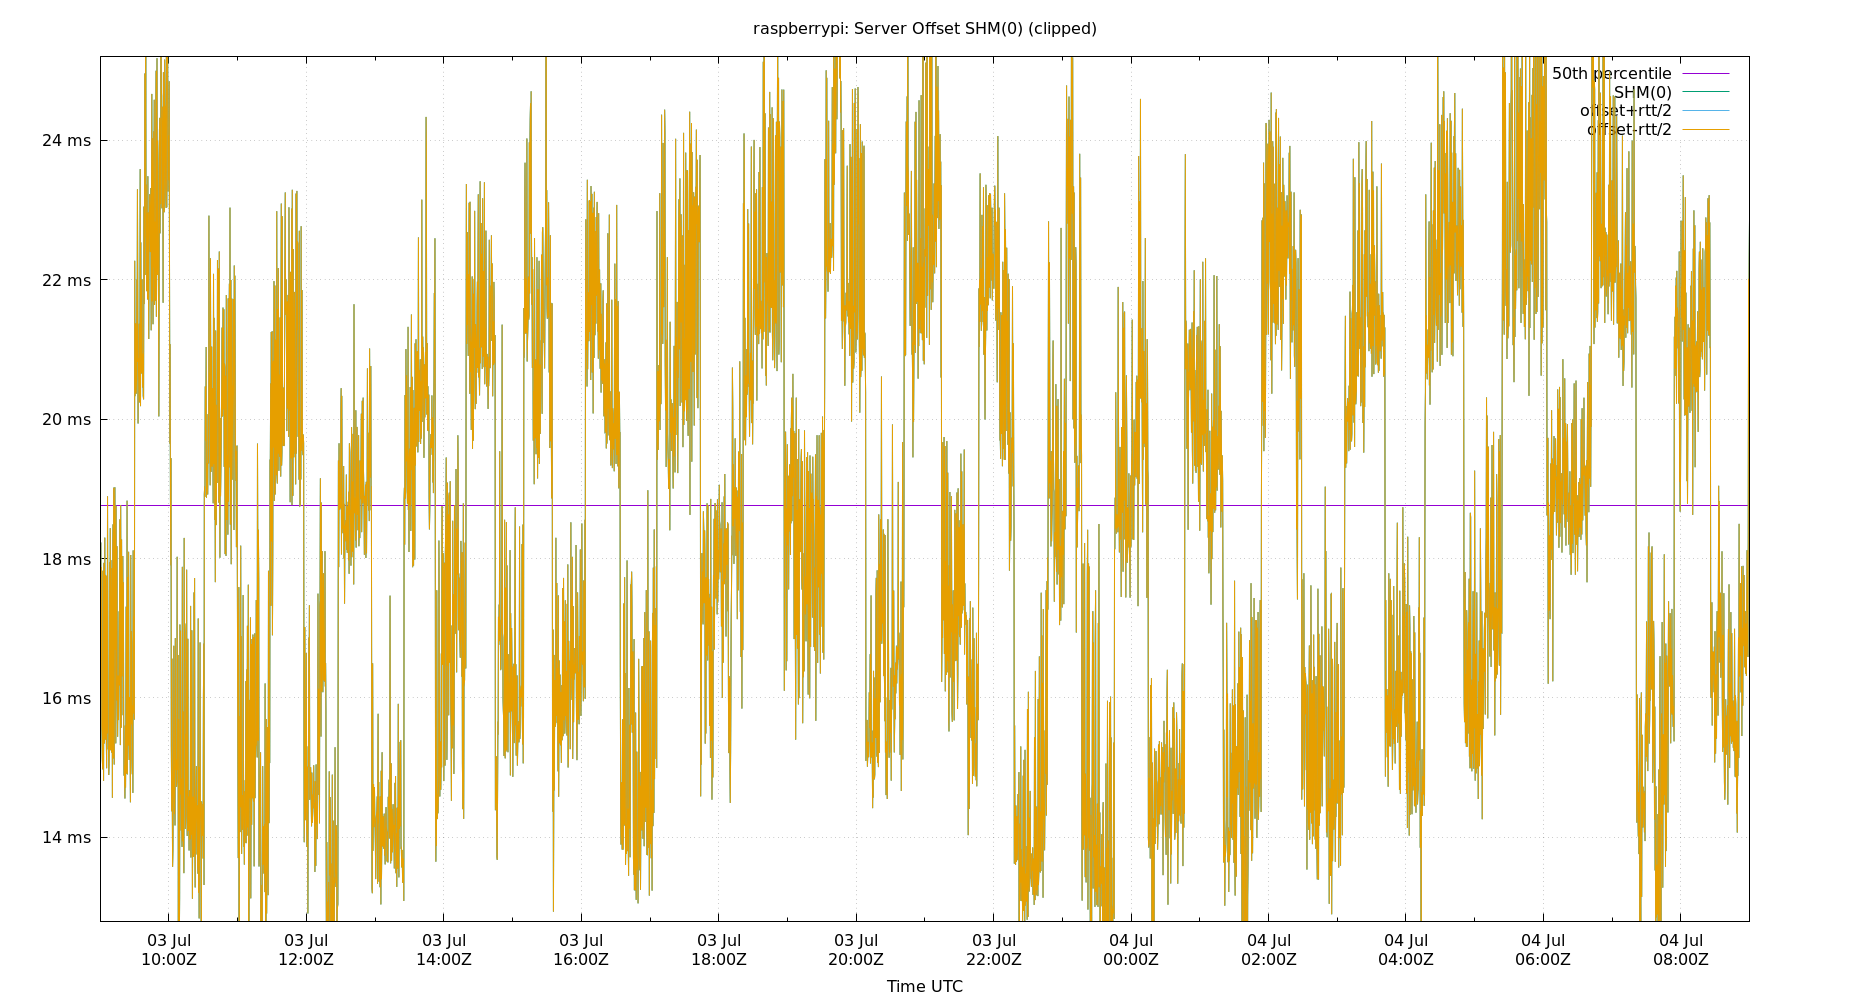 raspberrypi: Server Offset SHM(0) (clipped)
50th percentile
SHM(0)
offset+rtt/2
offset-rtt/2
24 ms
22 ms
20 ms
18 ms
16 ms
14 ms
03 Jul 03 Jul 03 Jul 03 Jul 03 Jul 03 Jul 03 Jul 04 Jul 04 Jul 04 Jul 04 Jul 04 Jul
10:00Z 12:00Z 14:00Z 16:00Z 18:00Z 20:00Z 22:00Z 00:00Z 02:00Z 04:00Z 06:00Z 08:00Z
Time UTC